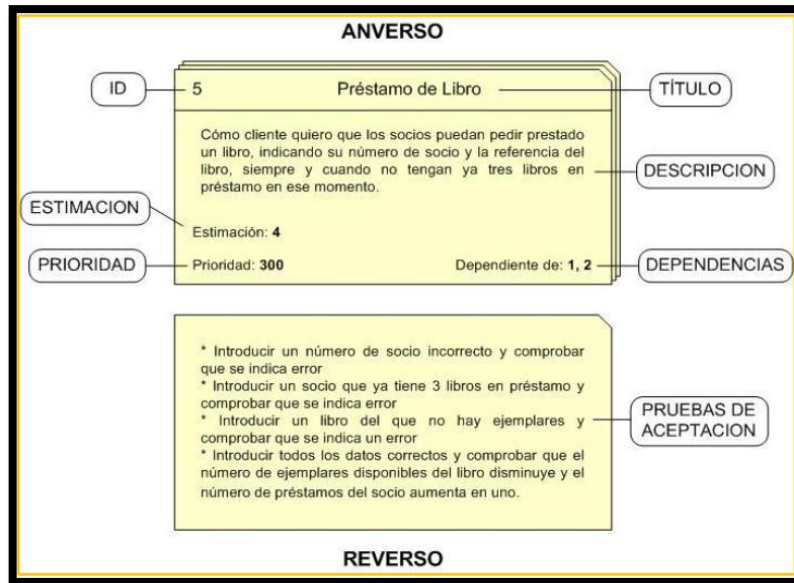 ANVERSO
ID
5
Préstamo de Libro
TÍTULO
Cómo cliente quiero que los socios puedan pedir prestado
un libro, indicando su número de socio y la referencia del
libro, siempre y cuando no tengan ya tres libros en
préstamo en ese momento.
DESCRIPCION
ESTIMACION
Estimación: 4
PRIORIDAD
Prioridad: 300
Dependiente de: 1, 2
DEPENDENCIAS
* Introducir un número de socio incorrecto y comprobar
que se indica error
* Introducir un socio que ya tiene 3 libros en préstamo y
comprobar que se indica error
* Introducir un libro del que no hay ejemplares y
comprobar que se indica un error
* Introducir todos los datos correctos y comprobar que el
número de ejemplares disponibles del libro disminuye y el
número de préstamos del socio aumenta en uno.
PRUEBAS DE
ACEPTACION
REVERSO